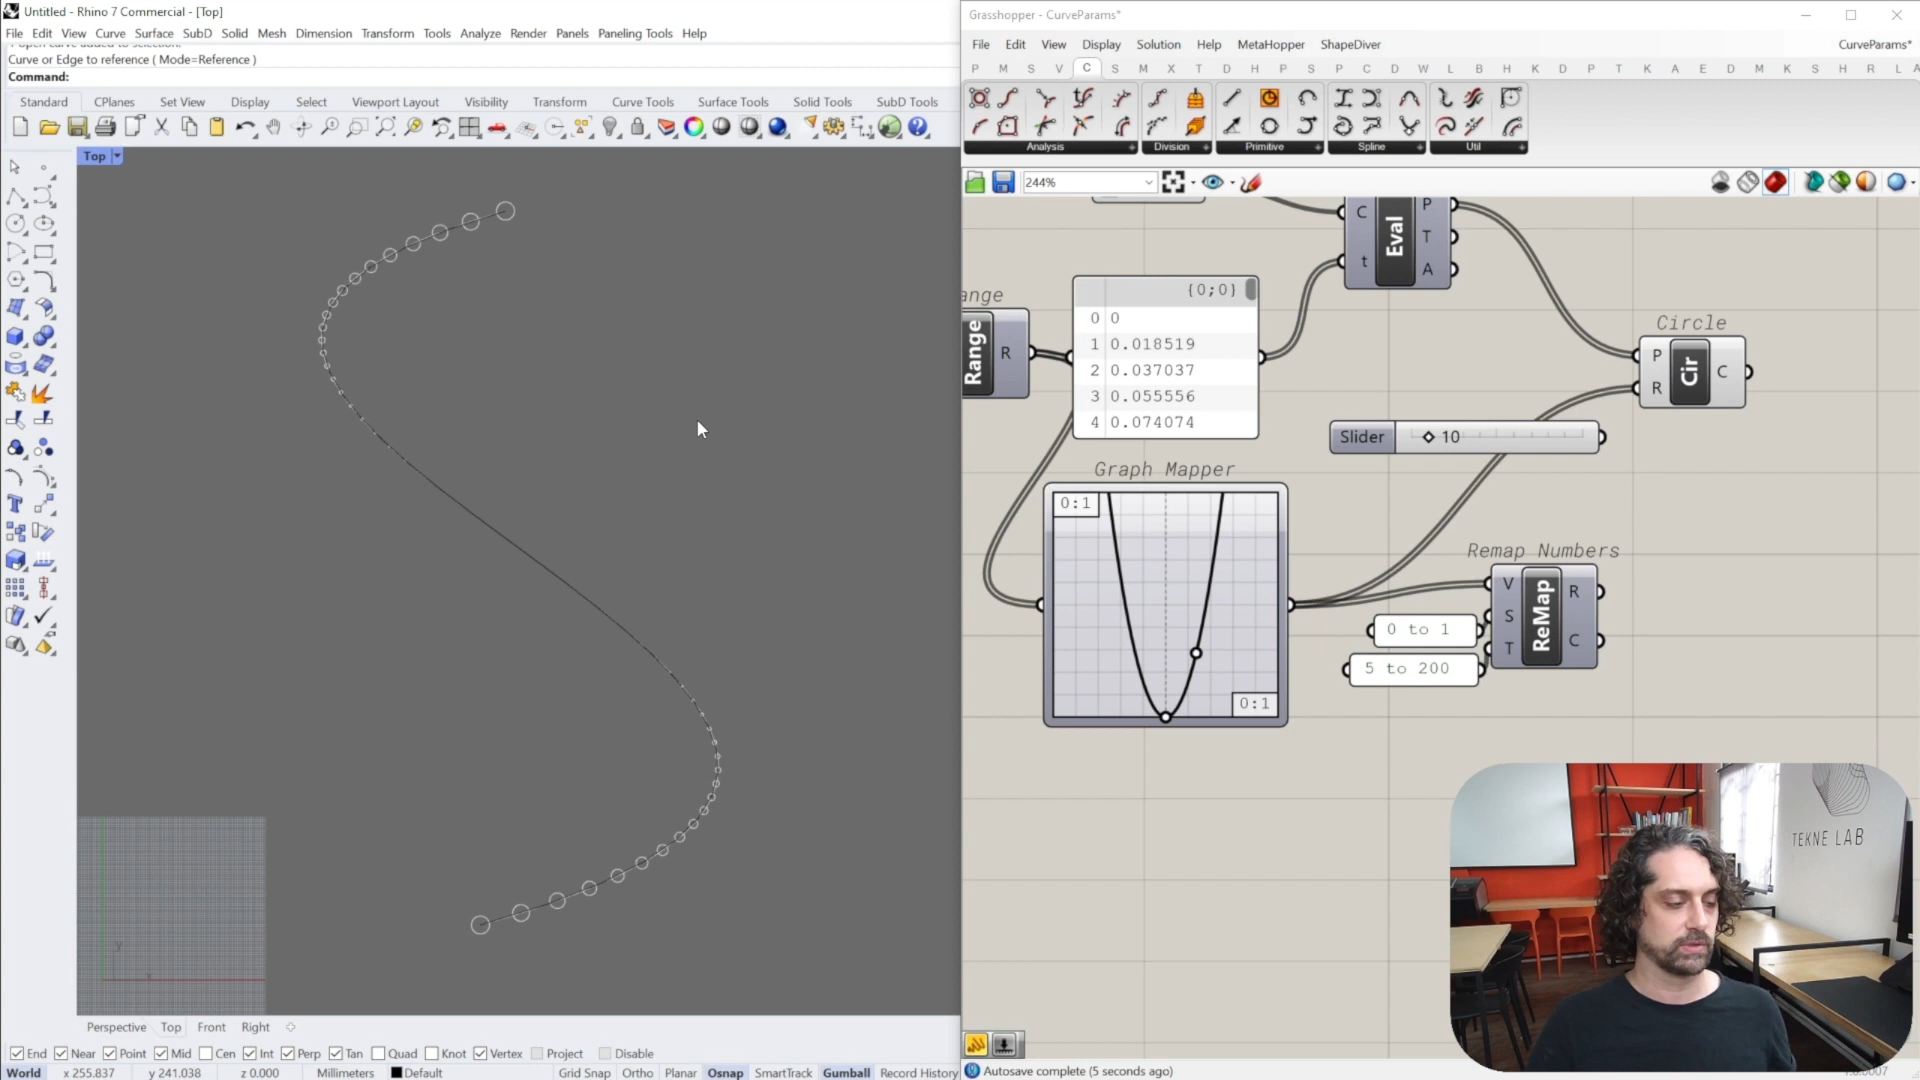 Untitled - Rhino 7 Commercial - [Top]
File Edit View Curve Surface SubD Solid Mesh Dimension Transform Tools Analyze Render Panels Paneling Tools Help
1 open curve added to selection.
Curve or Edge to reference ( Mode=Reference )
Command:
Standard CPlanes Set View Display Select Viewport Layout Visibility Transform Curve Tools Surface Tools Solid Tools SubD Tools
Top
y
x
Perspective Top Front Right
End Near Point Mid Cen Int Perp Tan Quad Knot Vertex Project Disable
World x 255.837 y 241.038 z 0.000 Millimeters Default Grid Snap Ortho Planar Osnap SmartTrack Gumball Record History
Grasshopper - CurveParams*
File Edit View Display Solution Help MetaHopper ShapeDiver CurveParams*
P M S V C S M X T D H P S P C D W L B H K D P T K A E D M K S H R L A
Analysis Division Primitive Spline Util
244%
C
t
Eval
P
T
A
ange
Range
R
{0;0}
0 0
1 0.018519
2 0.037037
3 0.055556
4 0.074074
Circle
P
R
Cir
C
Slider 10
Graph Mapper
0:1
0:1
Remap Numbers
V
S
T
ReMap
R
C
0 to 1
5 to 200
TEKNE LAB
Autosave complete (5 seconds ago)